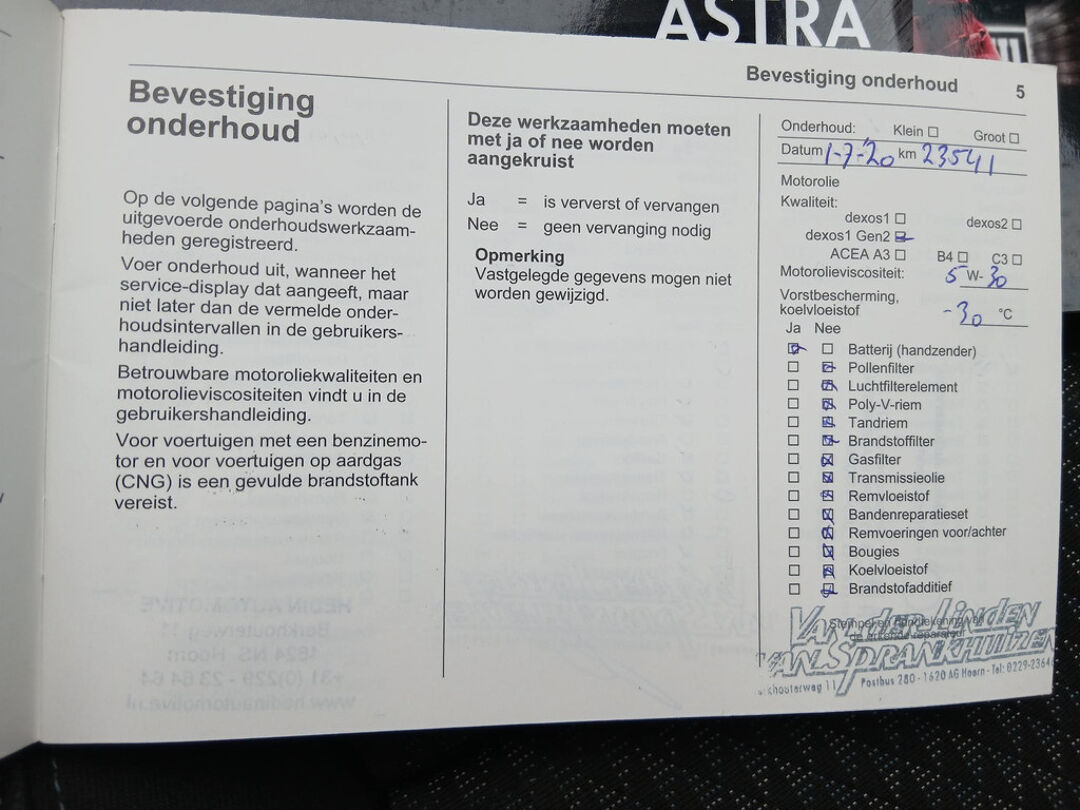 ASTRA
Bevestiging onderhoud
5
Bevestiging
onderhoud
Op de volgende pagina's worden de
uitgevoerde onderhoudswerkzaam-
heden geregistreerd.
Voer onderhoud uit, wanneer het
service-display dat aangeeft, maar
niet later dan de vermelde onder-
houdsintervallen in de gebruikers-
handleiding.
Betrouwbare motoroliekwaliteiten en
motorolieviscositeiten vindt u in de
gebruikershandleiding.
Voor voertuigen met een benzinemo-
tor en voor voertuigen op aardgas
(CNG) is een gevulde brandstoftank
vereist.
Deze werkzaamheden moeten
met ja of nee worden
aangekruist
Ja = is ververst of vervangen
Nee = geen vervanging nodig
Opmerking
Vastgelegde gegevens mogen niet
worden gewijzigd.
Onderhoud: Klein Groot
Datum 1-7-20 km 23541
Motorolie
Kwaliteit:
dexos1 dexos2
dexos1 Gen2
ACEA A3 B4 C3
Motorolieviscositeit: 5 W- 30
Vorstbescherming,
koelvloeistof -30 °C
Ja Nee
Batterij (handzender)
Pollenfilter
Luchtfilterelement
Poly-V-riem
Tandriem
Brandstoffilter
Gasfilter
Transmissieolie
Remvloeistof
Bandenreparatieset
Remvoeringen voor/achter
Bougies
Koelvloeistof
Brandstofadditief
Van der Linden
van Sprankhuizen
Postbus 280 - 1620 AG Hoorn - Tel: 0229-2364